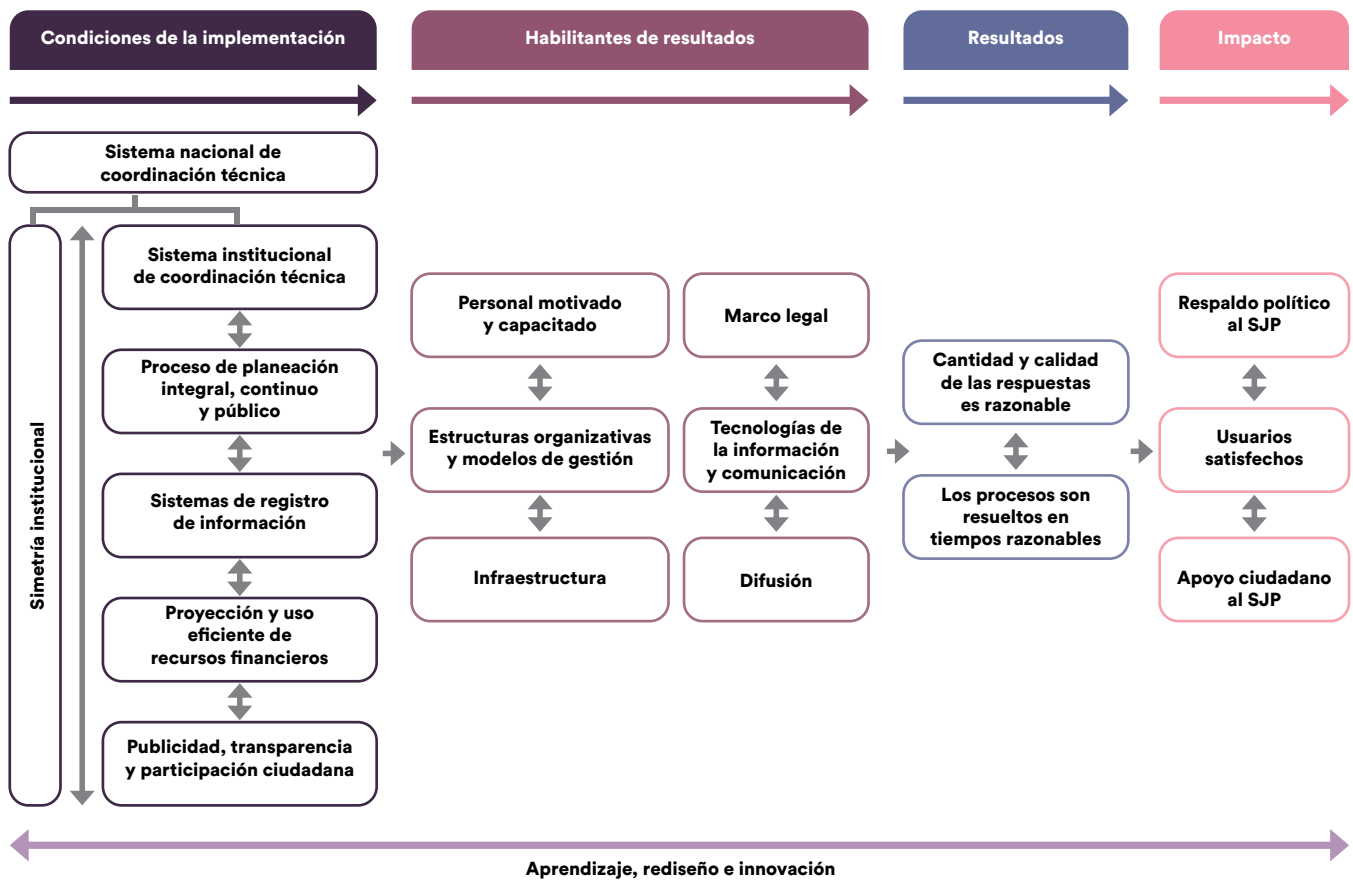 Condiciones de la implementación
Habilitantes de resultados
Resultados
Impacto
Sistema nacional de
coordinación técnica
Simetría institucional
Sistema institucional
de coordinación técnica
Proceso de planeación
integral, continuo
y público
Sistemas de registro
de información
Proyección y uso
eficiente de
recursos financieros
Publicidad, transparencia
y participación ciudadana
Personal motivado
y capacitado
Estructuras organizativas
y modelos de gestión
Infraestructura
Marco legal
Tecnologías de
la información
y comunicación
Difusión
Cantidad y calidad
de las respuestas
es razonable
Los procesos son
resueltos en
tiempos razonables
Respaldo político
al SJP
Usuarios
satisfechos
Apoyo ciudadano
al SJP
Aprendizaje, rediseño e innovación